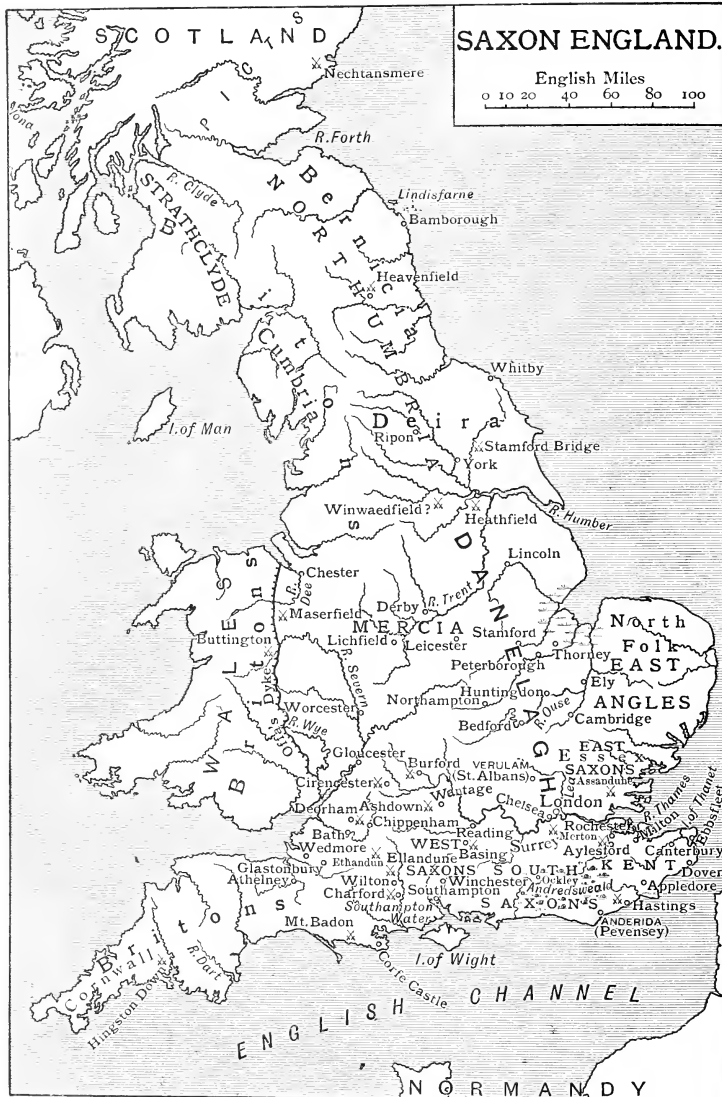 SAXON ENGLAND.
English Miles
0 10 20 40 60 80 100
SCOTLAND
PICTS
Nechtansmere
Iona
R. Forth
R. Clyde
STRATHCLYDE
Britons
NORTHUMBRIA
Bernicia
Lindisfarne
Bamborough
Heavenfield
Cumbria
I. of Man
Whitby
Deira
Ripon
Stamford Bridge
York
Winwaedfield?
Heathfield
R. Humber
DANELAGH
Lincoln
Chester
R. Dee
Maserfield
Derby
R. Trent
MERCIA
Lichfield
Leicester
Stamford
Peterborough
Thorney
North
Folk
EAST
ANGLES
WALES
Britons
Buttington
Offa's Dyke
R. Severn
Worcester
R. Wye
Northampton
Huntingdon
Ely
R. Ouse
Bedford
Cambridge
Gloucester
Burford
VERULAM
(St. Albans)
EAST
Essex
SAXONS
Assandune
R. Lea
Cirencester
Wantage
Chelsea
London
Deorham
Ashdown
Chippenham
Reading
Rochester
R. Thames
Milton
I. of Thanet
Ebbsfleet
Bath
Wedmore
WEST
SAXONS
Basing
Surrey
Merton
Aylesford
Canterbury
Ethandun
Ellandune
KENT
Dover
Glastonbury
Athelney
Wilton
Winchester
SOUTH
SAXONS
Ockley
Andredsweald
Appledore
Charford
Southampton
Southampton
Water
Hastings
ANDERIDA
(Pevensey)
Mt. Badon
Corfe Castle
I. of Wight
Britons
Cornwall
R. Dart
Hingston Down
ENGLISH CHANNEL
NORMANDY